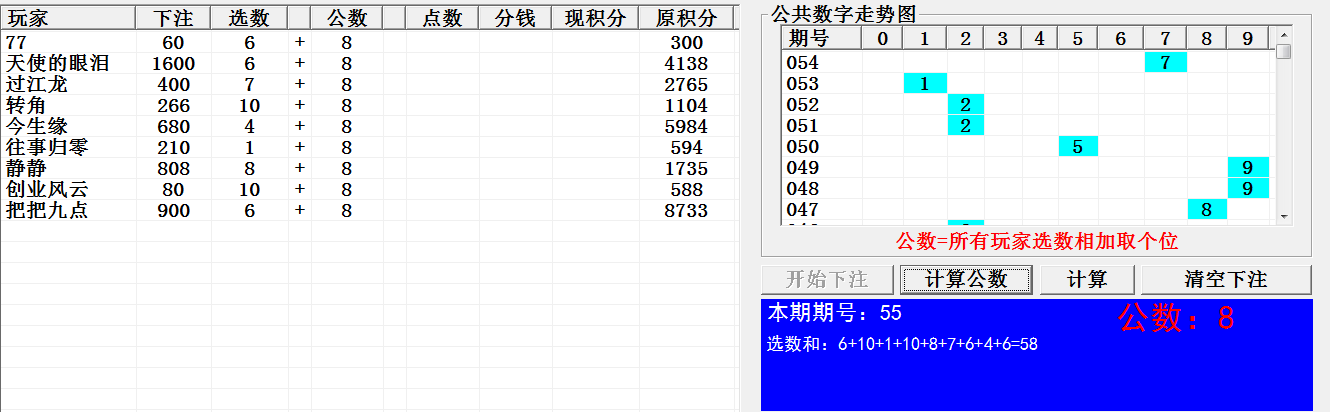 玩家 下注 选数 公数 点数 分钱 现积分 原积分
77 60 6 + 8 300
天使的眼泪 1600 6 + 8 4138
过江龙 400 7 + 8 2765
转角 266 10 + 8 1104
今生缘 680 4 + 8 5984
往事归零 210 1 + 8 594
静静 808 8 + 8 1735
创业风云 80 10 + 8 588
把把九点 900 6 + 8 8733
公共数字走势图
期号 0 1 2 3 4 5 6 7 8 9
054 7
053 1
052 2
051 2
050 5
049 9
048 9
047 8
公数=所有玩家选数相加取个位
开始下注 计算公数 计算 清空下注
本期期号：55 公数：8
选数和：6+10+1+10+8+7+6+4+6=58